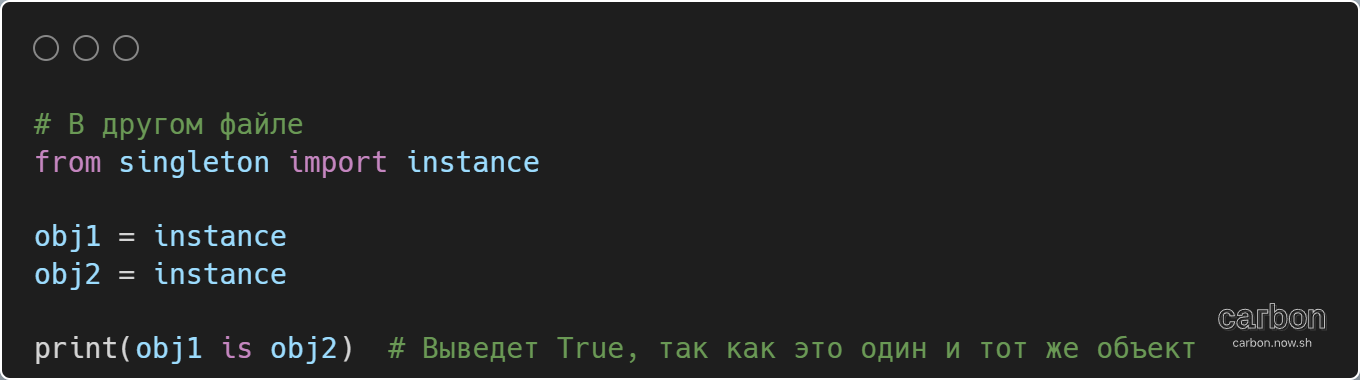 # В другом файле
from singleton import instance
obj1 = instance
obj2 = instance
print(obj1 is obj2)  # Выведет True, так как это один и тот же объект
carbon
carbon.now.sh